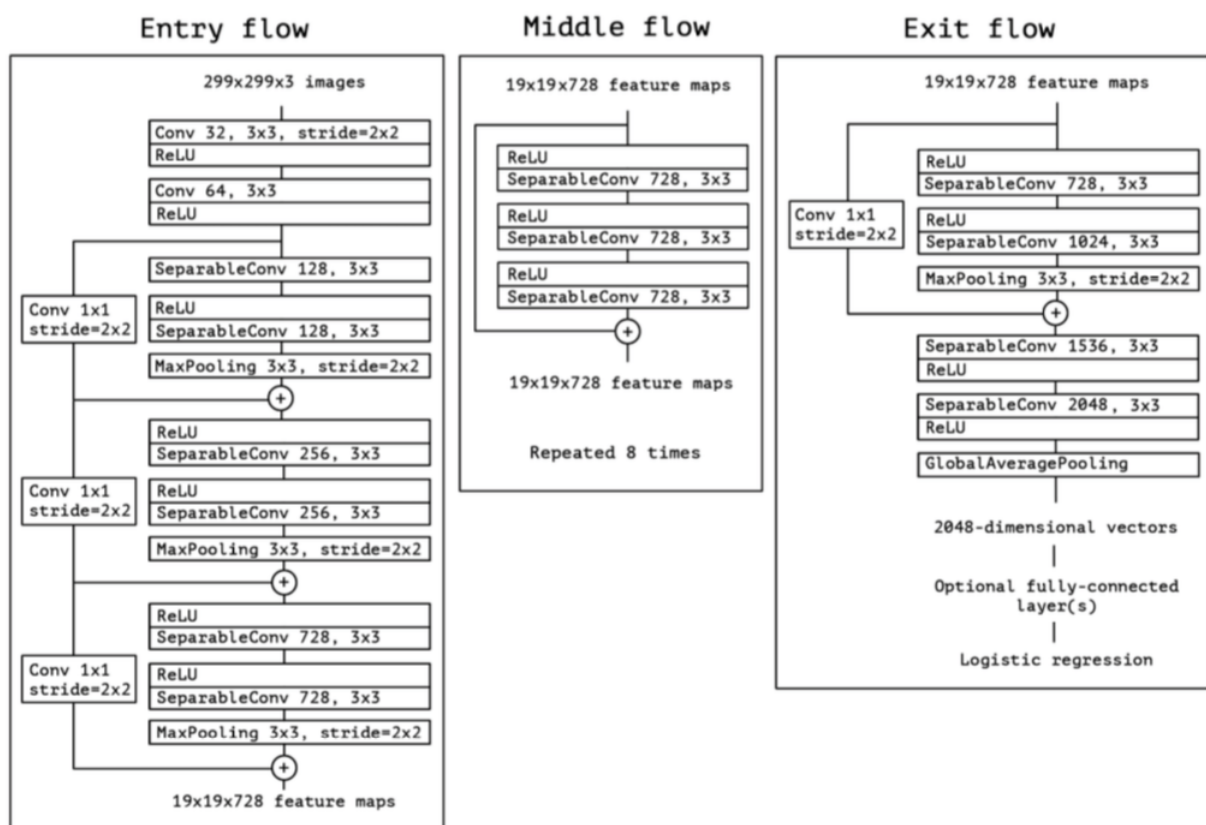 Entry flow
299x299x3 images
Conv 32, 3x3, stride=2x2
ReLU
Conv 64, 3x3
ReLU
SeparableConv 128, 3x3
Conv 1x1
stride=2x2
ReLU
SeparableConv 128, 3x3
MaxPooling 3x3, stride=2x2
+
ReLU
SeparableConv 256, 3x3
Conv 1x1
stride=2x2
ReLU
SeparableConv 256, 3x3
MaxPooling 3x3, stride=2x2
+
ReLU
SeparableConv 728, 3x3
Conv 1x1
stride=2x2
ReLU
SeparableConv 728, 3x3
MaxPooling 3x3, stride=2x2
+
19x19x728 feature maps
Middle flow
19x19x728 feature maps
ReLU
SeparableConv 728, 3x3
ReLU
SeparableConv 728, 3x3
ReLU
SeparableConv 728, 3x3
+
19x19x728 feature maps
Repeated 8 times
Exit flow
19x19x728 feature maps
ReLU
SeparableConv 728, 3x3
Conv 1x1
stride=2x2
ReLU
SeparableConv 1024, 3x3
MaxPooling 3x3, stride=2x2
+
SeparableConv 1536, 3x3
ReLU
SeparableConv 2048, 3x3
ReLU
GlobalAveragePooling
2048-dimensional vectors
Optional fully-connected
layer(s)
Logistic regression